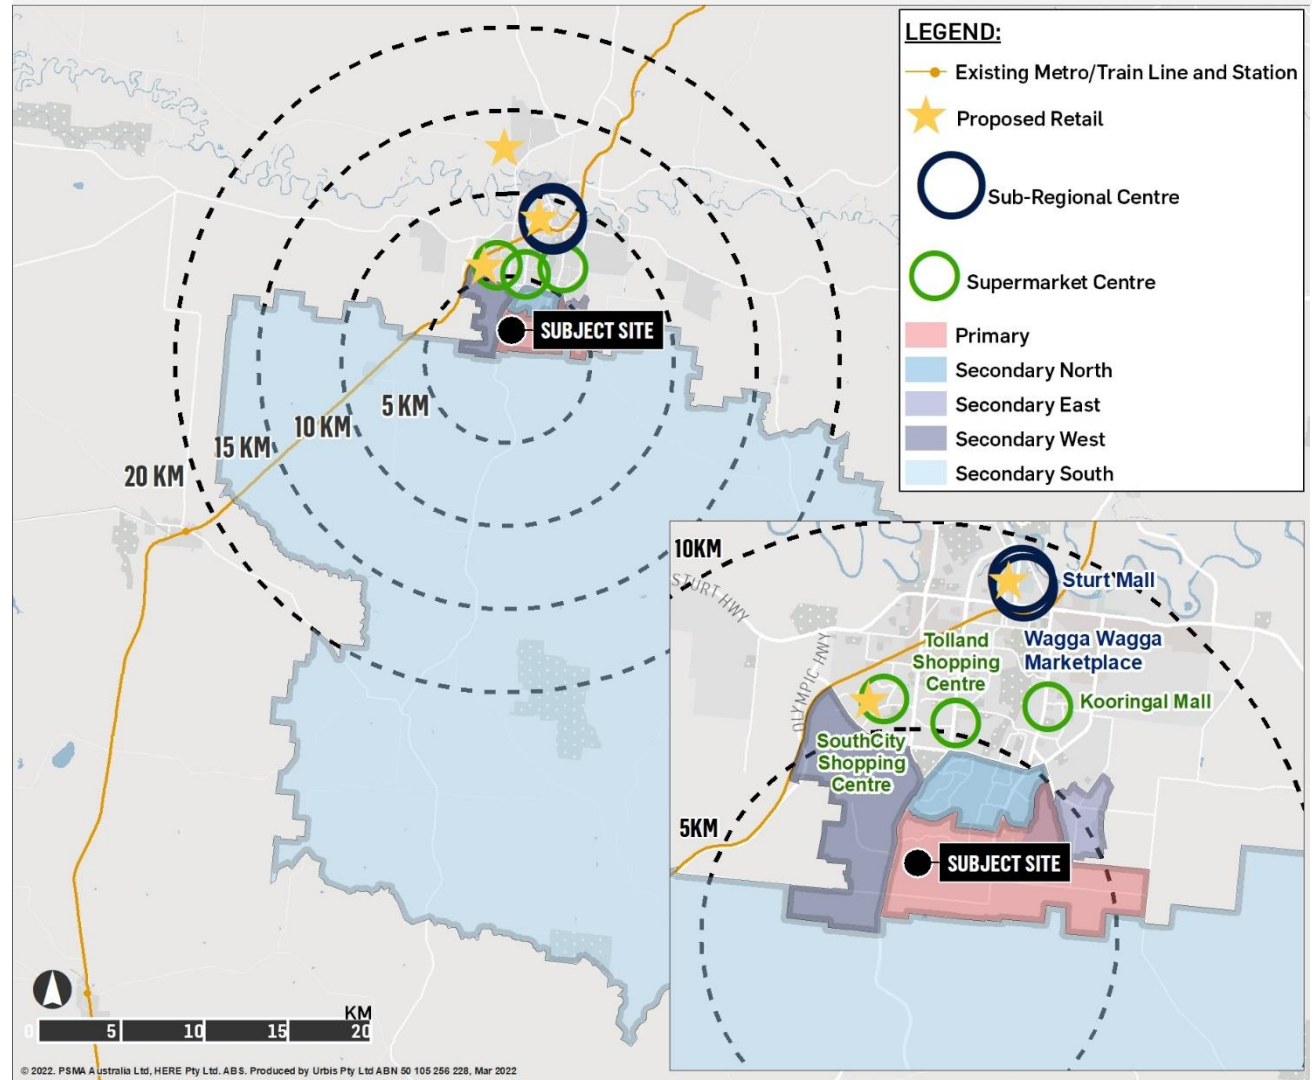 LEGEND:
Existing Metro/Train Line and Station
Proposed Retail
Sub-Regional Centre
Supermarket Centre
Primary
Secondary North
Secondary East
Secondary West
Secondary South
SUBJECT SITE
5 KM
10 KM
15 KM
20 KM
10KM
STURT HWY
OLYMPIC HWY
Sturt Mall
Wagga Wagga
Marketplace
Tolland
Shopping
Centre
Kooringal Mall
SouthCity
Shopping
Centre
5KM
SUBJECT SITE
KM
0 5 10 15 20
© 2022. PSMA Australia Ltd, HERE Pty Ltd. ABS. Produced by Urbis Pty Ltd ABN 50 105 256 228, Mar 2022